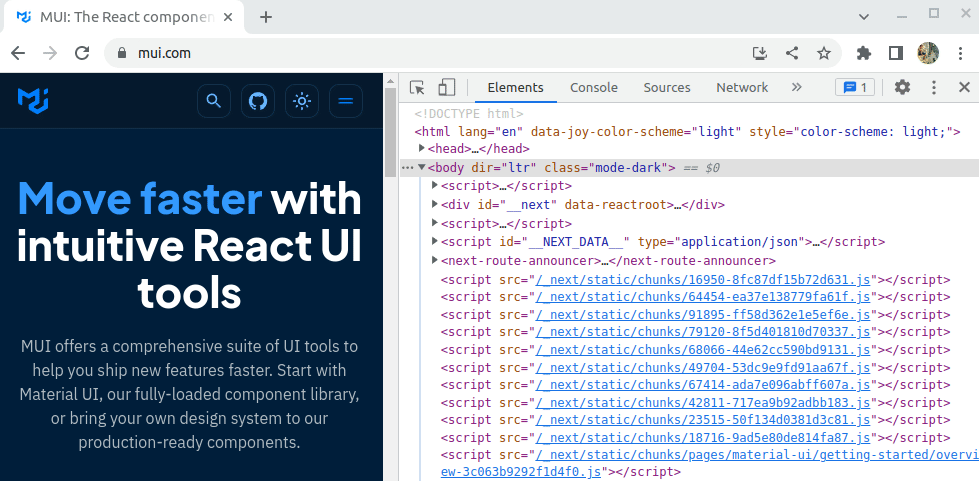 MUI: The React componen
mui.com
Elements
Console
Sources
Network
1
Move faster with
intuitive React UI
tools
MUI offers a comprehensive suite of UI tools to
help you ship new features faster. Start with
Material UI, our fully-loaded component library,
or bring your own design system to our
production-ready components.
<!DOCTYPE html>
<html lang="en" data-joy-color-scheme="light" style="color-scheme: light;">
<head>…</head>
<body dir="ltr" class="mode-dark"> == $0
<script>…</script>
<div id="__next" data-reactroot>…</div>
<script>…</script>
<script id="__NEXT_DATA__" type="application/json">…</script>
<next-route-announcer>…</next-route-announcer>
<script src="/_next/static/chunks/16950-8fc87df15b72d631.js"></script>
<script src="/_next/static/chunks/64454-ea37e138779fa61f.js"></script>
<script src="/_next/static/chunks/91895-ff58d362e1e5ef6e.js"></script>
<script src="/_next/static/chunks/79120-8f5d401810d70337.js"></script>
<script src="/_next/static/chunks/68066-44e62cc590bd9131.js"></script>
<script src="/_next/static/chunks/49704-53dc9e9fd91aa67f.js"></script>
<script src="/_next/static/chunks/67414-ada7e096abff607a.js"></script>
<script src="/_next/static/chunks/42811-717ea9b92adbb183.js"></script>
<script src="/_next/static/chunks/23515-50f134d0381d3c81.js"></script>
<script src="/_next/static/chunks/18716-9ad5e80de814fa87.js"></script>
<script src="/_next/static/chunks/pages/material-ui/getting-started/overvi
ew-3c063b9292f1d4f0.js"></script>